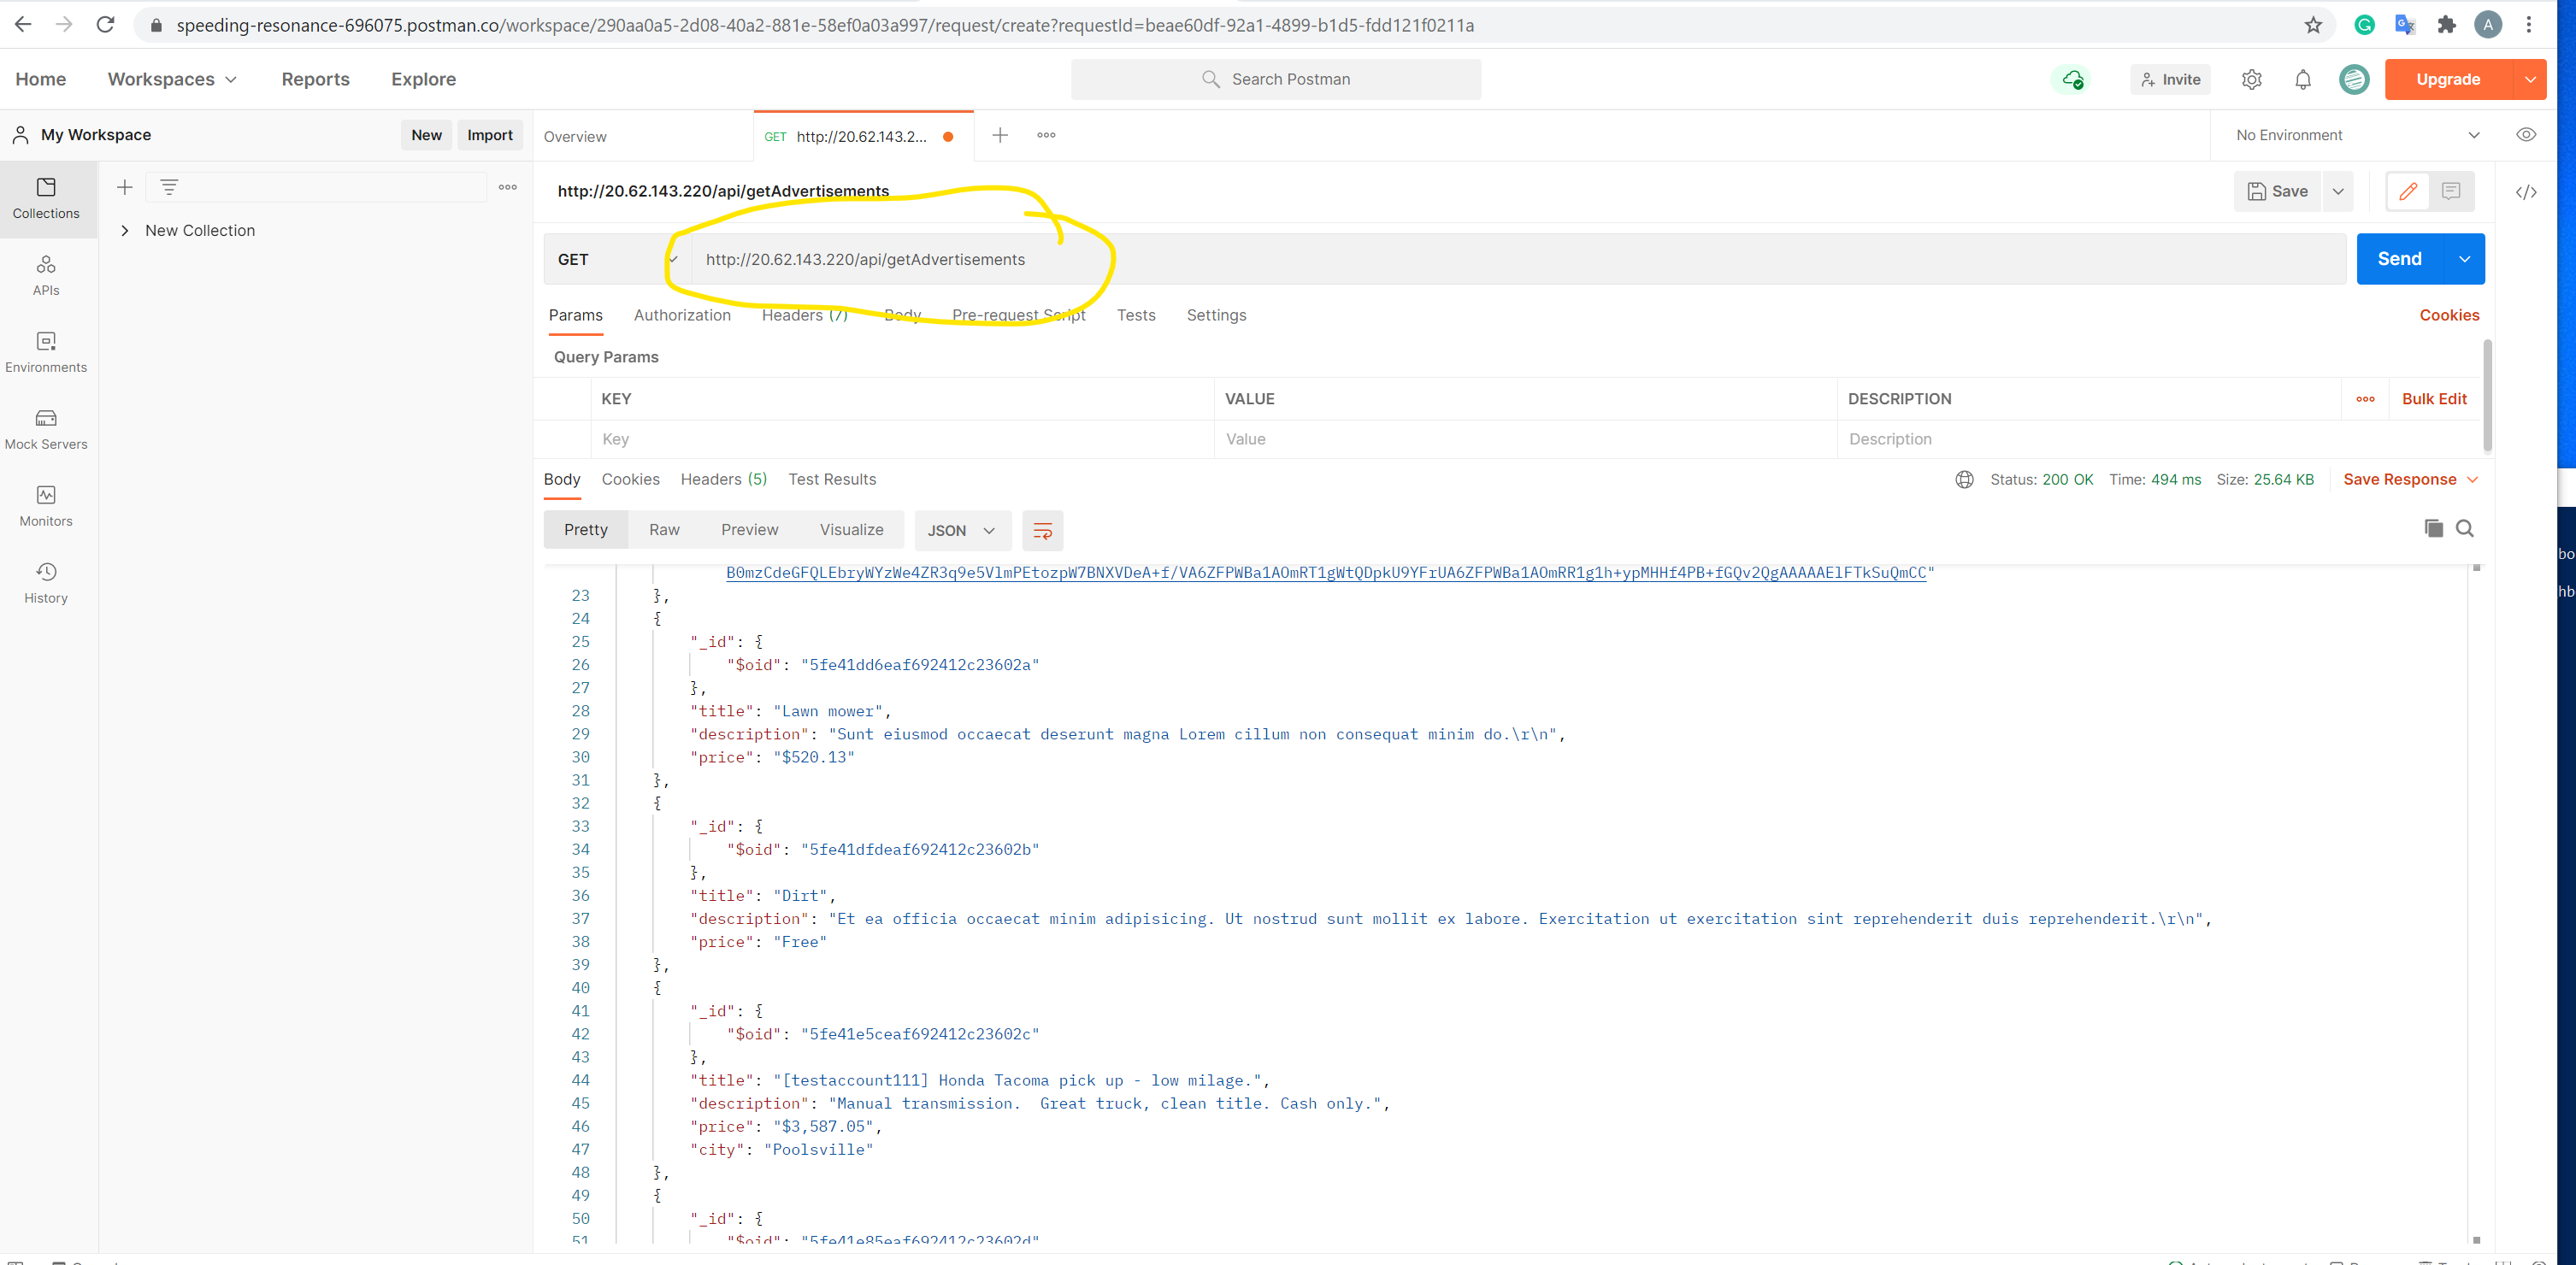 speeding-resonance-696075.postman.co/workspace/290aa0a5-2d08-40a2-881e-58ef0a03a997/request/create?requestId=beae60df-92a1-4899-b1d5-fdd121f0211a
A
Home Workspaces Reports Explore
Search Postman
Invite
Upgrade
My Workspace New Import
Overview
GET http://20.62.143.2...
No Environment
Collections
New Collection
APIs
Environments
Mock Servers
Monitors
History
http://20.62.143.220/api/getAdvertisements
Save
GET http://20.62.143.220/api/getAdvertisements
Send
Params Authorization Headers (7) Body Pre-request Script Tests Settings Cookies
Query Params
KEY VALUE DESCRIPTION Bulk Edit
Key Value Description
Body Cookies Headers (5) Test Results Status: 200 OK Time: 494 ms Size: 25.64 KB Save Response
Pretty Raw Preview Visualize JSON
B0mzCdeGFQLEbryWYzWe4ZR3q9e5VlmPEtozpW7BNXVDeA+f/VA6ZFPWBa1AOmRT1gWtQDpkU9YFrUA6ZFPWBa1AOmRR1g1h+ypMHHf4PB+fGQv2QgAAAAAElFTkSuQmCC"
23 },
24 {
25 "_id": {
26 "$oid": "5fe41dd6eaf692412c23602a"
27 },
28 "title": "Lawn mower",
29 "description": "Sunt eiusmod occaecat deserunt magna Lorem cillum non consequat minim do.\r\n",
30 "price": "$520.13"
31 },
32 {
33 "_id": {
34 "$oid": "5fe41dfdeaf692412c23602b"
35 },
36 "title": "Dirt",
37 "description": "Et ea officia occaecat minim adipisicing. Ut nostrud sunt mollit ex labore. Exercitation ut exercitation sint reprehenderit duis reprehenderit.\r\n",
38 "price": "Free"
39 },
40 {
41 "_id": {
42 "$oid": "5fe41e5ceaf692412c23602c"
43 },
44 "title": "[testaccount111] Honda Tacoma pick up - low milage.",
45 "description": "Manual transmission.  Great truck, clean title. Cash only.",
46 "price": "$3,587.05",
47 "city": "Poolsville"
48 },
49 {
50 "_id": {
51 "$oid": "5fe41e85eaf692412c23602d"
bo
hb